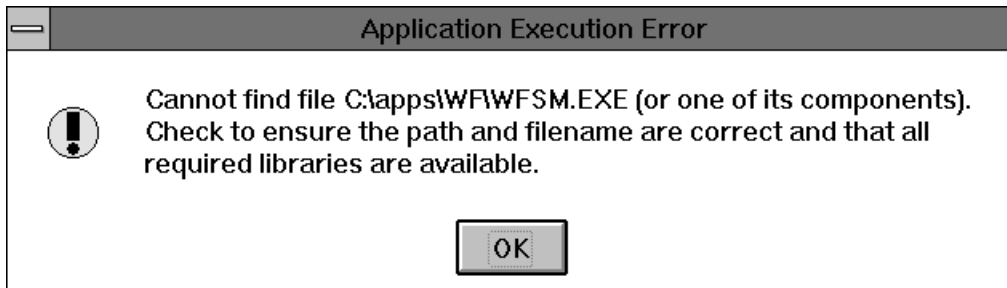 Application Execution Error
Cannot find file C:\apps\WF\WFSM.EXE (or one of its components).
Check to ensure the path and filename are correct and that all
required libraries are available.
OK